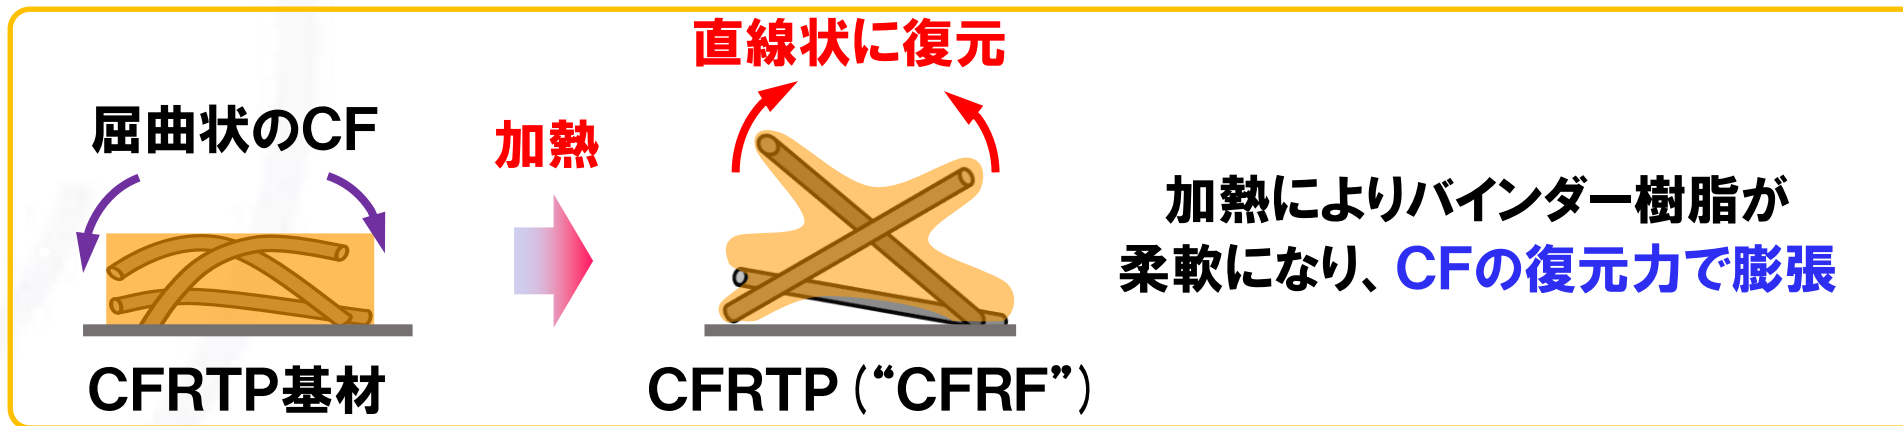 直線状に復元
屈曲状のCF
加熱
加熱によりバインダー樹脂が
柔軟になり、CFの復元力で膨張
CFRTP基材
CFRTP(“CFRF”)